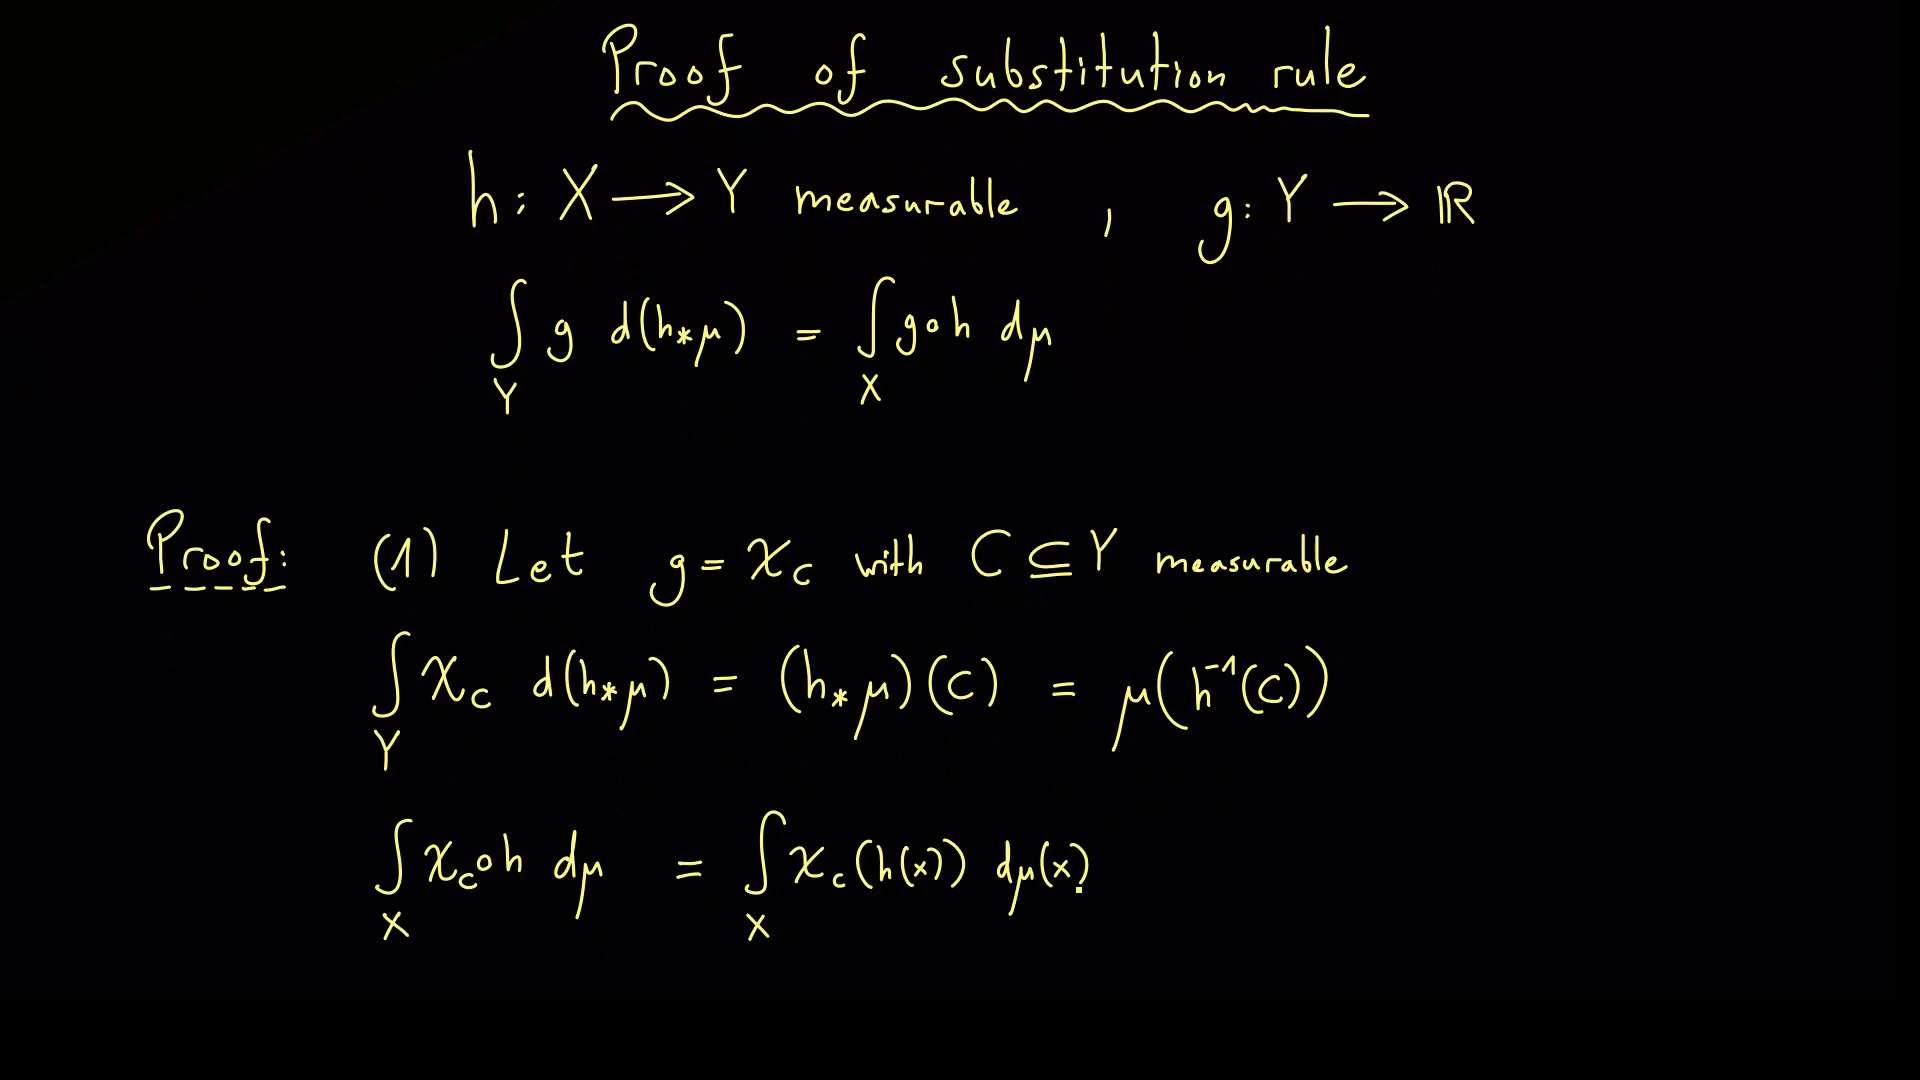 Proof of substitution rule
h: X ⟶ Y measurable , g: Y ⟶ ℝ
∫_Y g d(h_*μ) = ∫_X g∘h dμ
Proof: (1) Let g = χ_C with C ⊆ Y measurable
∫_Y χ_C d(h_*μ) = (h_*μ)(C) = μ(h⁻¹(C))
∫_X χ_C∘h dμ = ∫_X χ_C(h(x)) dμ(x)